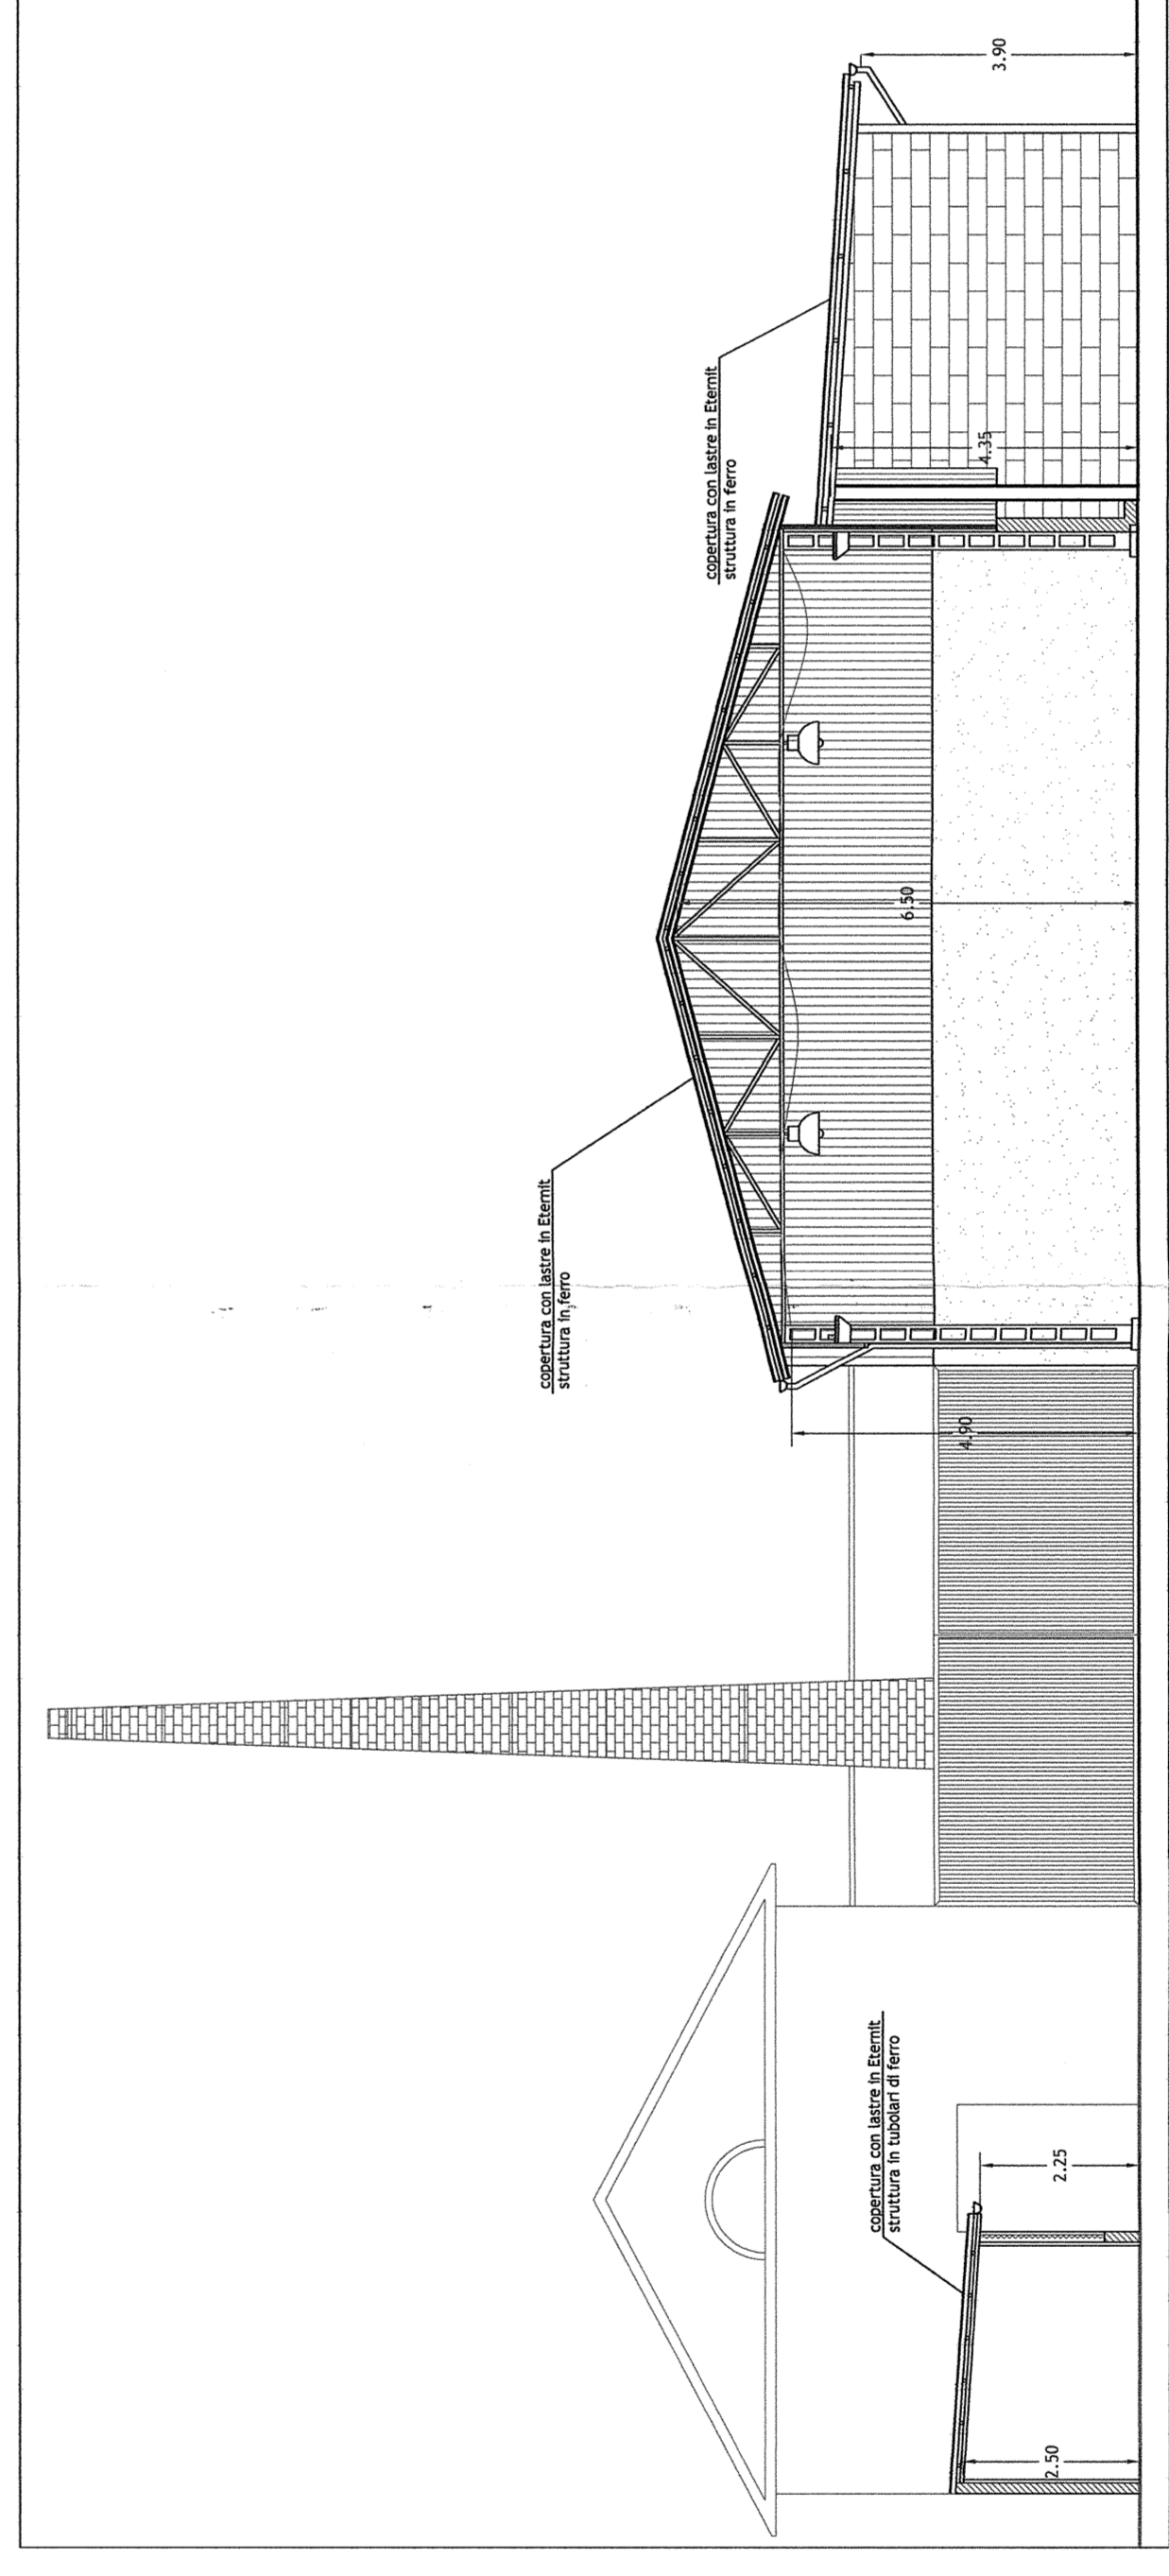 copertura con lastre in Eternit
struttura in tubolari di ferro
2.50
2.25
copertura con lastre in Eternit
struttura in ferro
4.90
6.50
copertura con lastre in Eternit
struttura in ferro
4.35
3.90